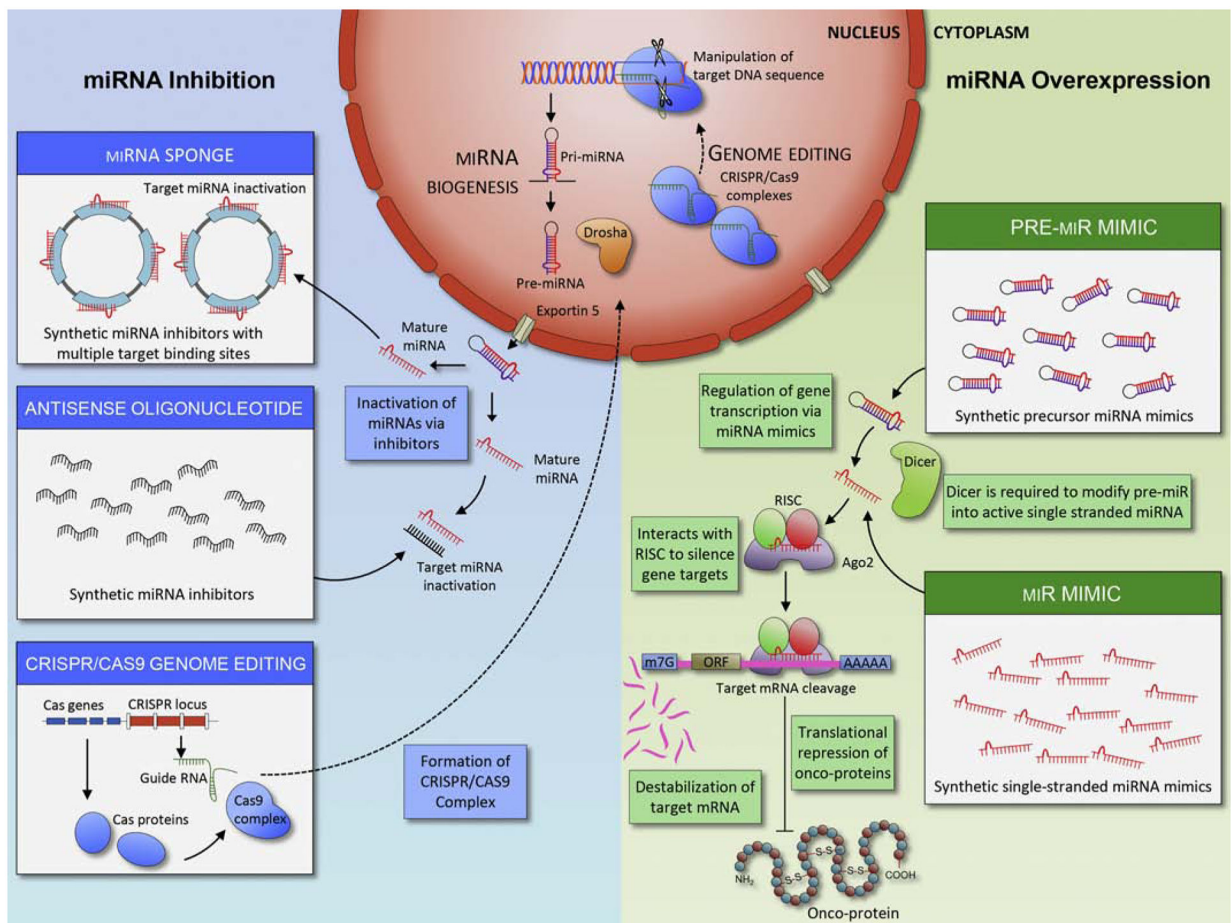 NUCLEUS
CYTOPLASM
miRNA Inhibition
miRNA Overexpression
Manipulation of
target DNA sequence
MIRNA
BIOGENESIS
Pri-miRNA
GENOME EDITING
CRISPR/Cas9
complexes
Drosha
Pre-miRNA
Exportin 5
MIRNA SPONGE
Target miRNA inactivation
Synthetic miRNA inhibitors with
multiple target binding sites
Mature
miRNA
Inactivation of
miRNAs via
inhibitors
Mature
miRNA
Target miRNA
inactivation
ANTISENSE OLIGONUCLEOTIDE
Synthetic miRNA inhibitors
CRISPR/CAS9 GENOME EDITING
Cas genes
CRISPR locus
Guide RNA
Cas proteins
Cas9
complex
Formation of
CRISPR/CAS9
Complex
PRE-MIR MIMIC
Synthetic precursor miRNA mimics
Regulation of gene
transcription via
miRNA mimics
Dicer
Dicer is required to modify pre-miR
into active single stranded miRNA
RISC
Interacts with
RISC to silence
gene targets
Ago2
MIR MIMIC
Synthetic single-stranded miRNA mimics
m7G
ORF
AAAAA
Target mRNA cleavage
Translational
repression of
onco-proteins
Destabilization of
target mRNA
NH2
S-S
S-S
S-S
COOH
Onco-protein